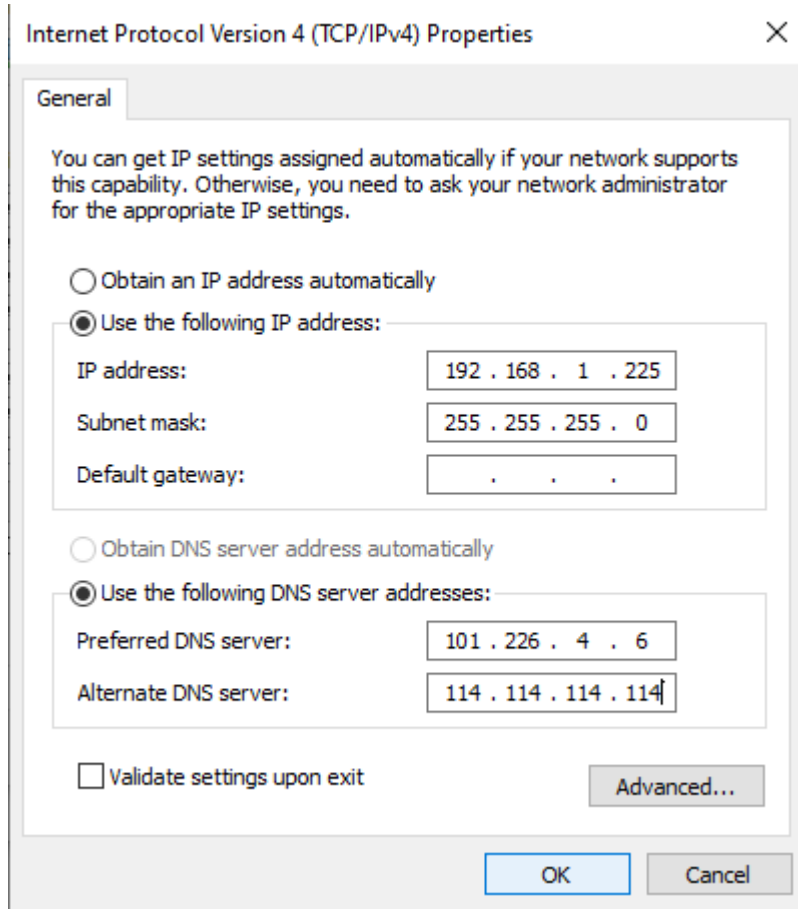 Internet Protocol Version 4 (TCP/IPv4) Properties
General
You can get IP settings assigned automatically if your network supports
this capability. Otherwise, you need to ask your network administrator
for the appropriate IP settings.
Obtain an IP address automatically
Use the following IP address:
IP address: 192 . 168 . 1 . 225
Subnet mask: 255 . 255 . 255 . 0
Default gateway: . . .
Obtain DNS server address automatically
Use the following DNS server addresses:
Preferred DNS server: 101 . 226 . 4 . 6
Alternate DNS server: 114 . 114 . 114 . 114
Validate settings upon exit
Advanced...
OK Cancel